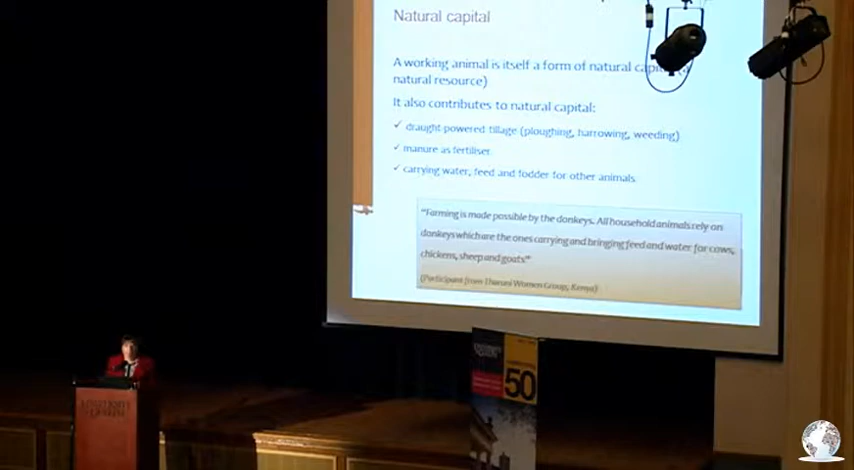 Natural capital
A working animal is itself a form of natural capital (a
natural resource)
It also contributes to natural capital:
✓ draught-powered tillage (ploughing, harrowing, weeding)
✓ manure as fertiliser.
✓ carrying water, feed and fodder for other animals.
"Farming is made possible by the donkeys. All household animals rely on
donkeys which are the ones carrying and bringing feed and water for cows,
chickens, sheep and goats."
(Participant from Tharuni Women Group, Kenya)
50